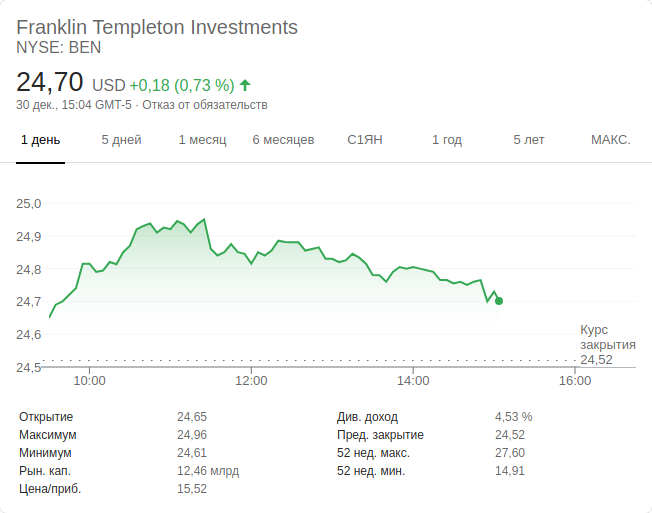 Franklin Templeton Investments
NYSE: BEN
24,70 USD +0,18 (0,73 %)
30 дек., 15:04 GMT-5 · Отказ от обязательств
1 день 5 дней 1 месяц 6 месяцев С1ЯН 1 год 5 лет МАКС.
25,0
24,9
24,8
24,7
24,6
Курс
закрытия
24,52
24,5
10:00 12:00 14:00 16:00
Открытие 24,65 Див. доход 4,53 %
Максимум 24,96 Пред. закрытие 24,52
Минимум 24,61 52 нед. макс. 27,60
Рын. кап. 12,46 млрд 52 нед. мин. 14,91
Цена/приб. 15,52